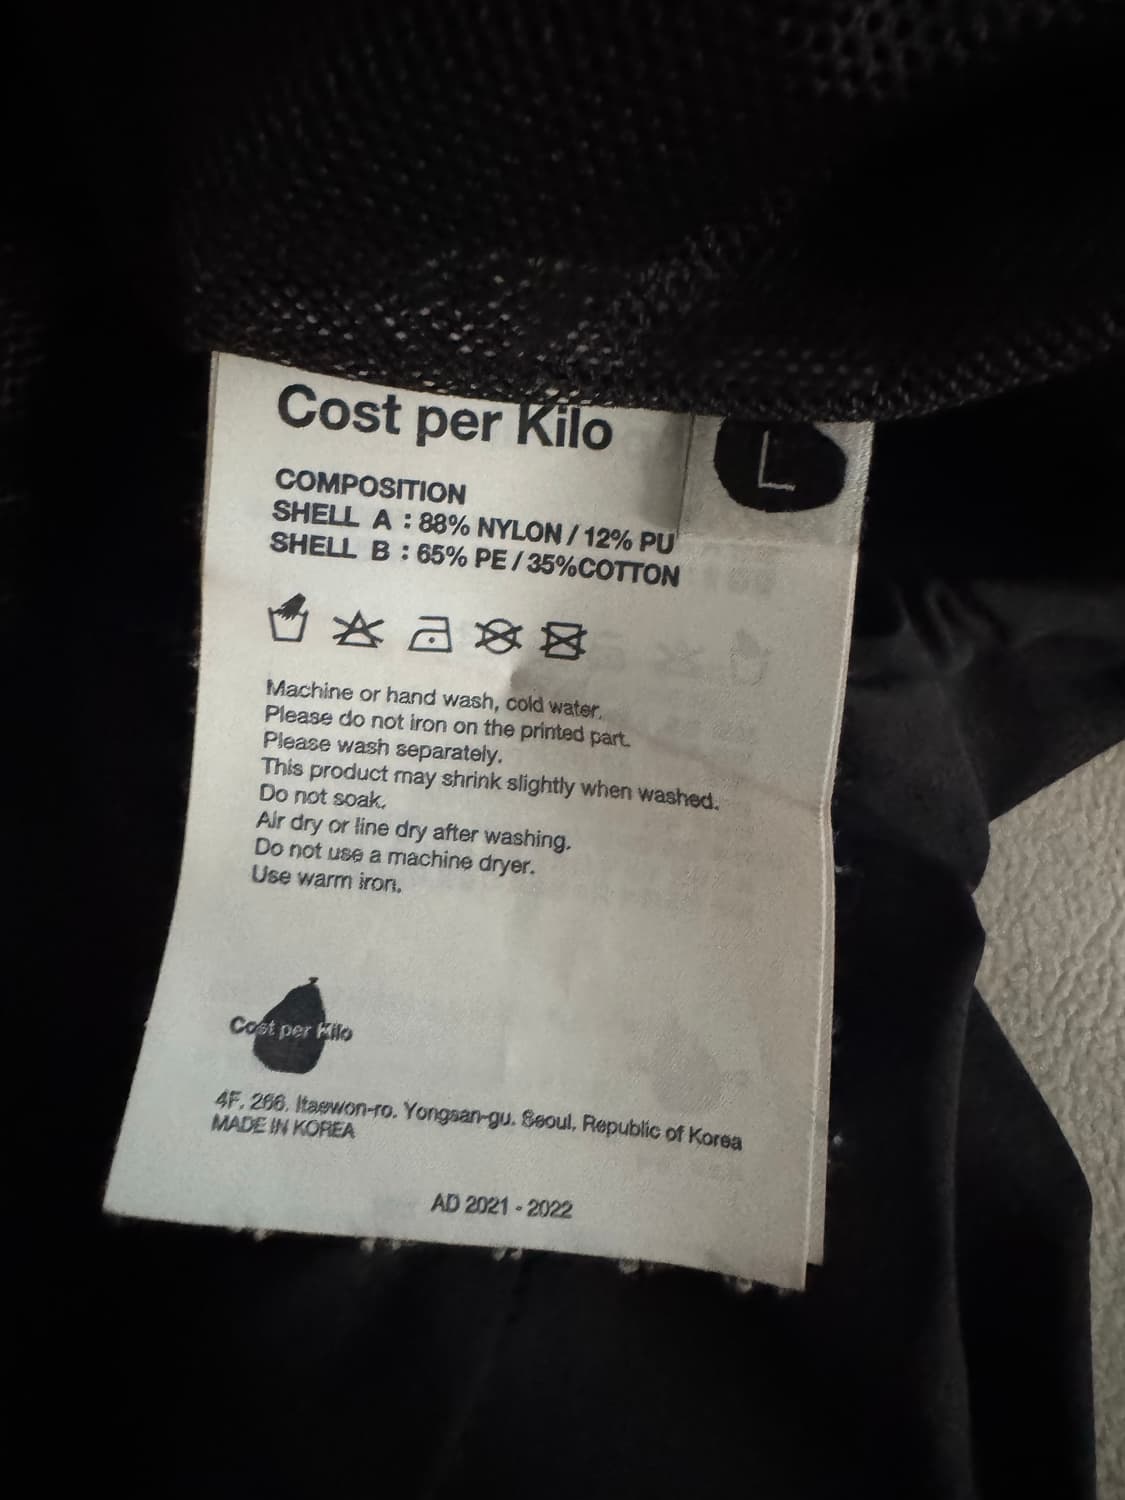 Cost per Kilo
L
COMPOSITION
SHELL A : 88% NYLON / 12% PU
SHELL B : 65% PE / 35%COTTON
Machine or hand wash, cold water.
Please do not iron on the printed part.
Please wash separately.
This product may shrink slightly when washed.
Do not soak.
Air dry or line dry after washing.
Do not use a machine dryer.
Use warm iron.
Cost per Kilo
4F, 266, Itaewon-ro, Yongsan-gu, Seoul, Republic of Korea
MADE IN KOREA
AD 2021 - 2022